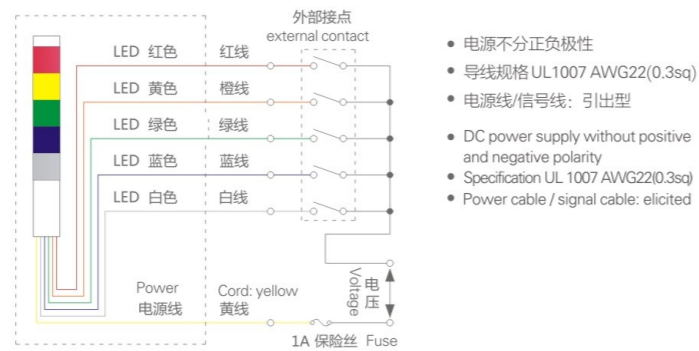 外部接点
external contact
LED 红色 红线
LED 黄色 橙线
LED 绿色 绿线
LED 蓝色 蓝线
LED 白色 白线
Power
电源线
Cord: yellow
黄线
电压
Voltage
1A 保险丝 Fuse
电源不分正负极性
导线规格 UL1007 AWG22(0.3sq)
电源线/信号线：引出型
DC power supply without positive
and negative polarity
Specification UL 1007 AWG22(0.3sq)
Power cable / signal cable: elicited